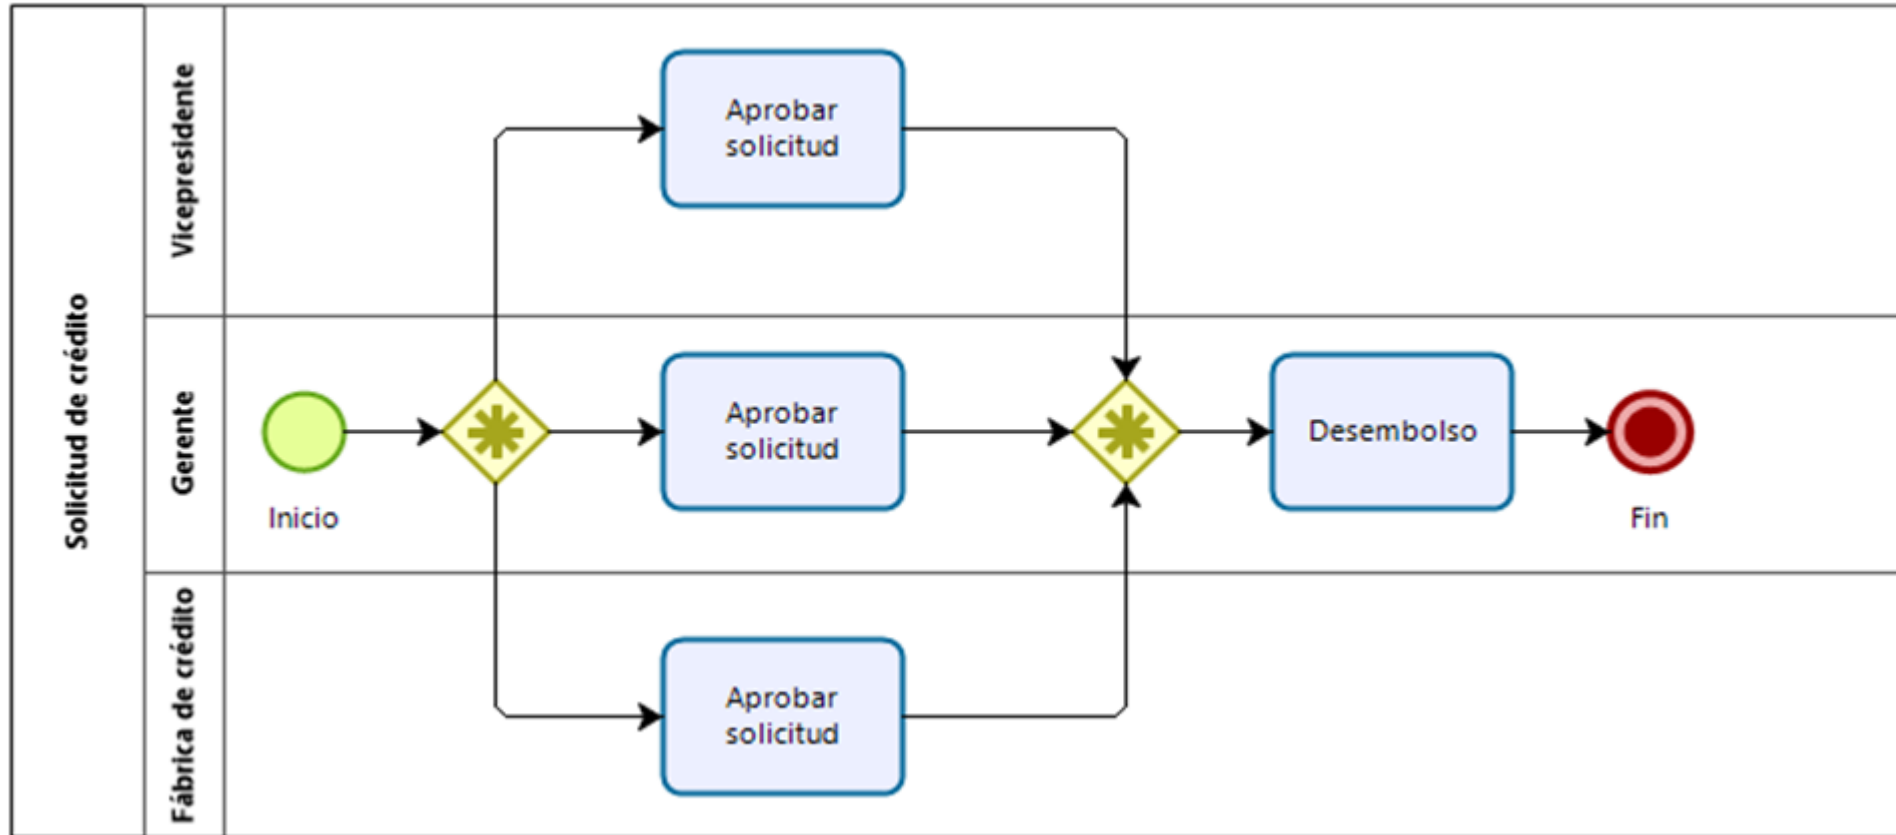 Solicitud de crédito
Vicepresidente
Aprobar
solicitud
Gerente
Inicio
Aprobar
solicitud
Desembolso
Fin
Fábrica de crédito
Aprobar
solicitud